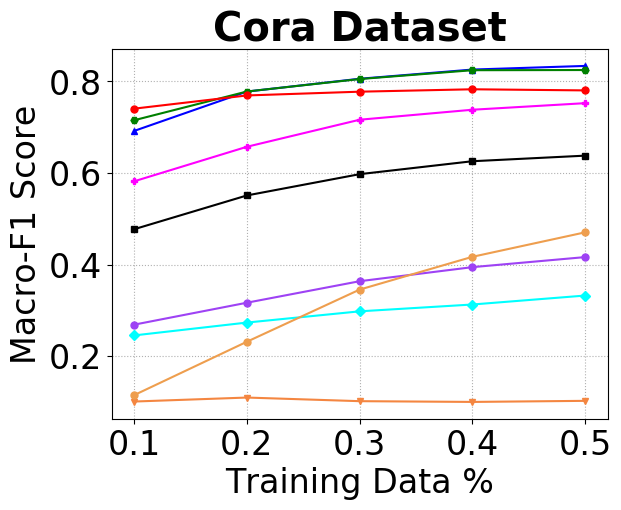 Cora Dataset
Macro-F1 Score
0.8
0.6
0.4
0.2
0.1 0.2 0.3 0.4 0.5
Training Data %